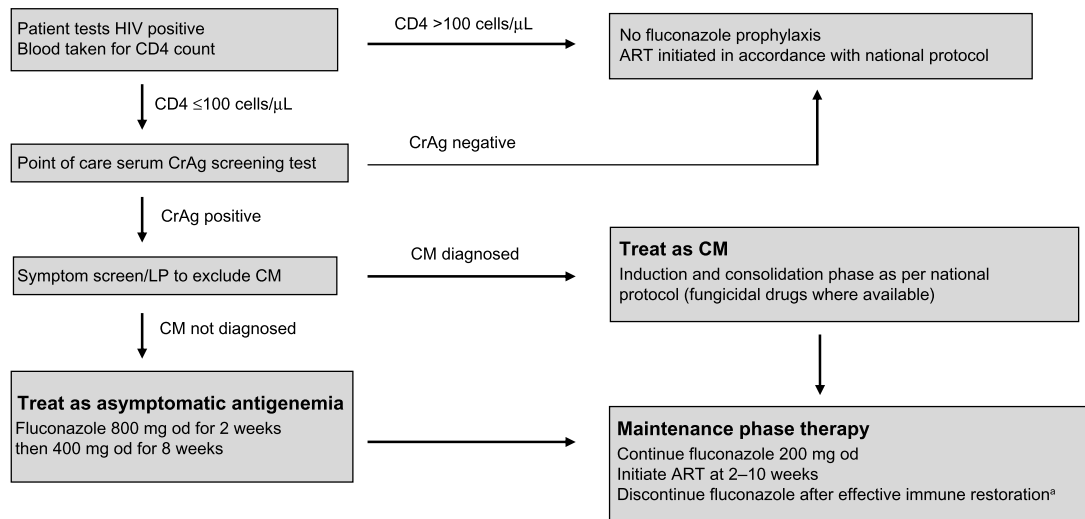 Patient tests HIV positive
Blood taken for CD4 count
CD4 >100 cells/μL
No fluconazole prophylaxis
ART initiated in accordance with national protocol
CD4 ≤100 cells/μL
Point of care serum CrAg screening test
CrAg negative
CrAg positive
Symptom screen/LP to exclude CM
CM diagnosed
Treat as CM
Induction and consolidation phase as per national
protocol (fungicidal drugs where available)
CM not diagnosed
Treat as asymptomatic antigenemia
Fluconazole 800 mg od for 2 weeks
then 400 mg od for 8 weeks
Maintenance phase therapy
Continue fluconazole 200 mg od
Initiate ART at 2–10 weeks
Discontinue fluconazole after effective immune restorationᵃ